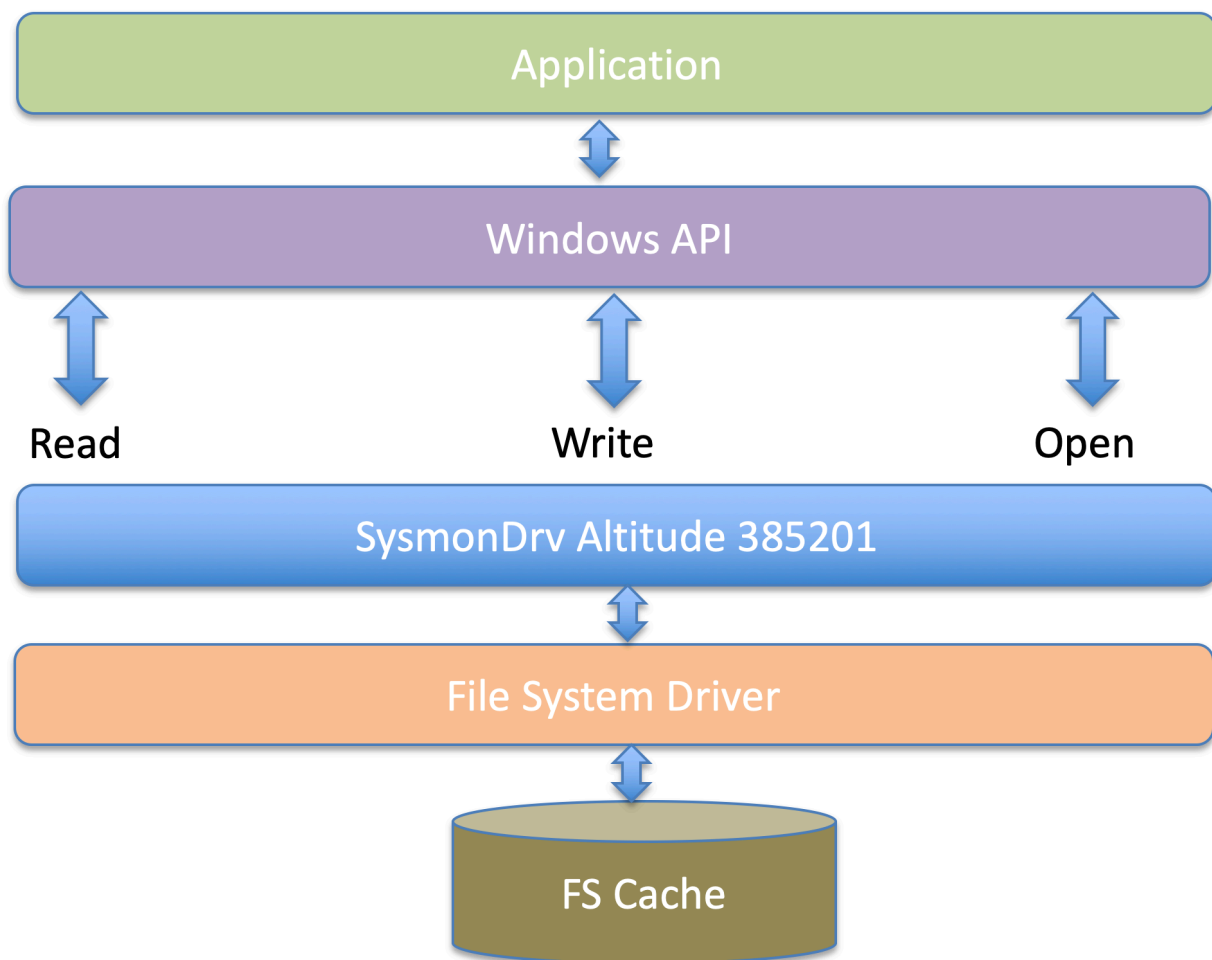 Application
Windows API
Read Write Open
SysmonDrv Altitude 385201
File System Driver
FS Cache